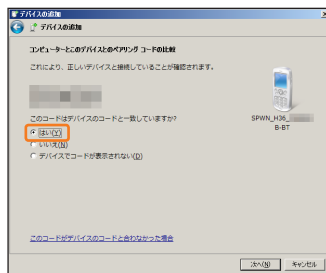 デバイスの追加
デバイスの追加
コンピューターとこのデバイスとのペアリング コードの比較
これにより、正しいデバイスと接続していることが確認されます。
このコードはデバイスのコードと一致していますか?
はい(Y)
いいえ(N)
デバイスでコードが表示されない(D)
SPWN_H36_
B-BT
このコードがデバイスのコードと合わなかった場合
次へ(N)
キャンセル